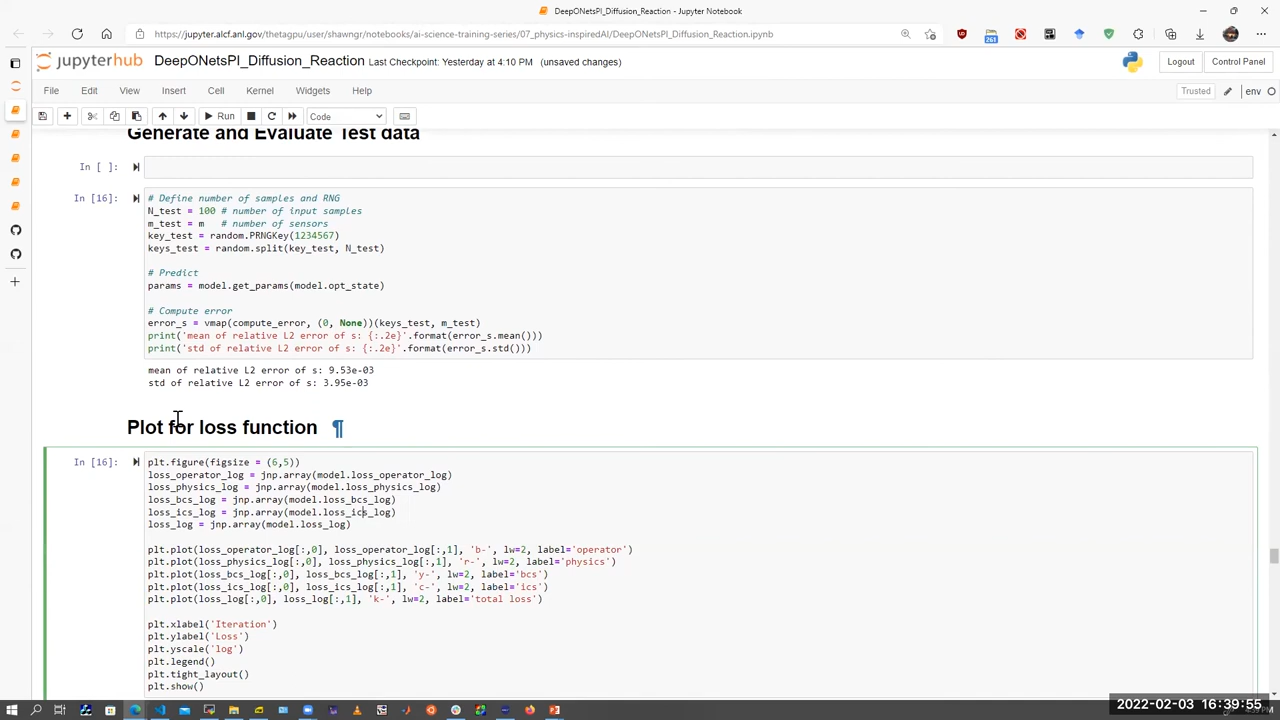 DeepONetsPI_Diffusion_Reaction - Jupyter Notebook
https://jupyter.alcf.anl.gov/thetagpu/user/shawngr/notebooks/ai-science-training-series/07_physics-inspiredAI/DeepONetsPI_Diffusion_Reaction.ipynb
261
jupyterhub DeepONetsPI_Diffusion_Reaction Last Checkpoint: Yesterday at 4:10 PM (unsaved changes)
Logout Control Panel
File Edit View Insert Cell Kernel Widgets Help
Trusted env
Run Code
Generate and Evaluate Test data
In [ ]:
In [16]:
# Define number of samples and RNG
N_test = 100 # number of input samples
m_test = m   # number of sensors
key_test = random.PRNGKey(1234567)
keys_test = random.split(key_test, N_test)
# Predict
params = model.get_params(model.opt_state)
# Compute error
error_s = vmap(compute_error, (0, None))(keys_test, m_test)
print('mean of relative L2 error of s: {:.2e}'.format(error_s.mean()))
print('std of relative L2 error of s: {:.2e}'.format(error_s.std()))
mean of relative L2 error of s: 9.53e-03
std of relative L2 error of s: 3.95e-03
Plot for loss function ¶
In [16]:
plt.figure(figsize = (6,5))
loss_operator_log = jnp.array(model.loss_operator_log)
loss_physics_log = jnp.array(model.loss_physics_log)
loss_bcs_log = jnp.array(model.loss_bcs_log)
loss_ics_log = jnp.array(model.loss_ics_log)
loss_log = jnp.array(model.loss_log)
plt.plot(loss_operator_log[:,0], loss_operator_log[:,1], 'b-', lw=2, label='operator')
plt.plot(loss_physics_log[:,0], loss_physics_log[:,1], 'r-', lw=2, label='physics')
plt.plot(loss_bcs_log[:,0], loss_bcs_log[:,1], 'y-', lw=2, label='bcs')
plt.plot(loss_ics_log[:,0], loss_ics_log[:,1], 'c-', lw=2, label='ics')
plt.plot(loss_log[:,0], loss_log[:,1], 'k-', lw=2, label='total loss')
plt.xlabel('Iteration')
plt.ylabel('Loss')
plt.yscale('log')
plt.legend()
plt.tight_layout()
plt.show()
2022-02-03 16:39:55